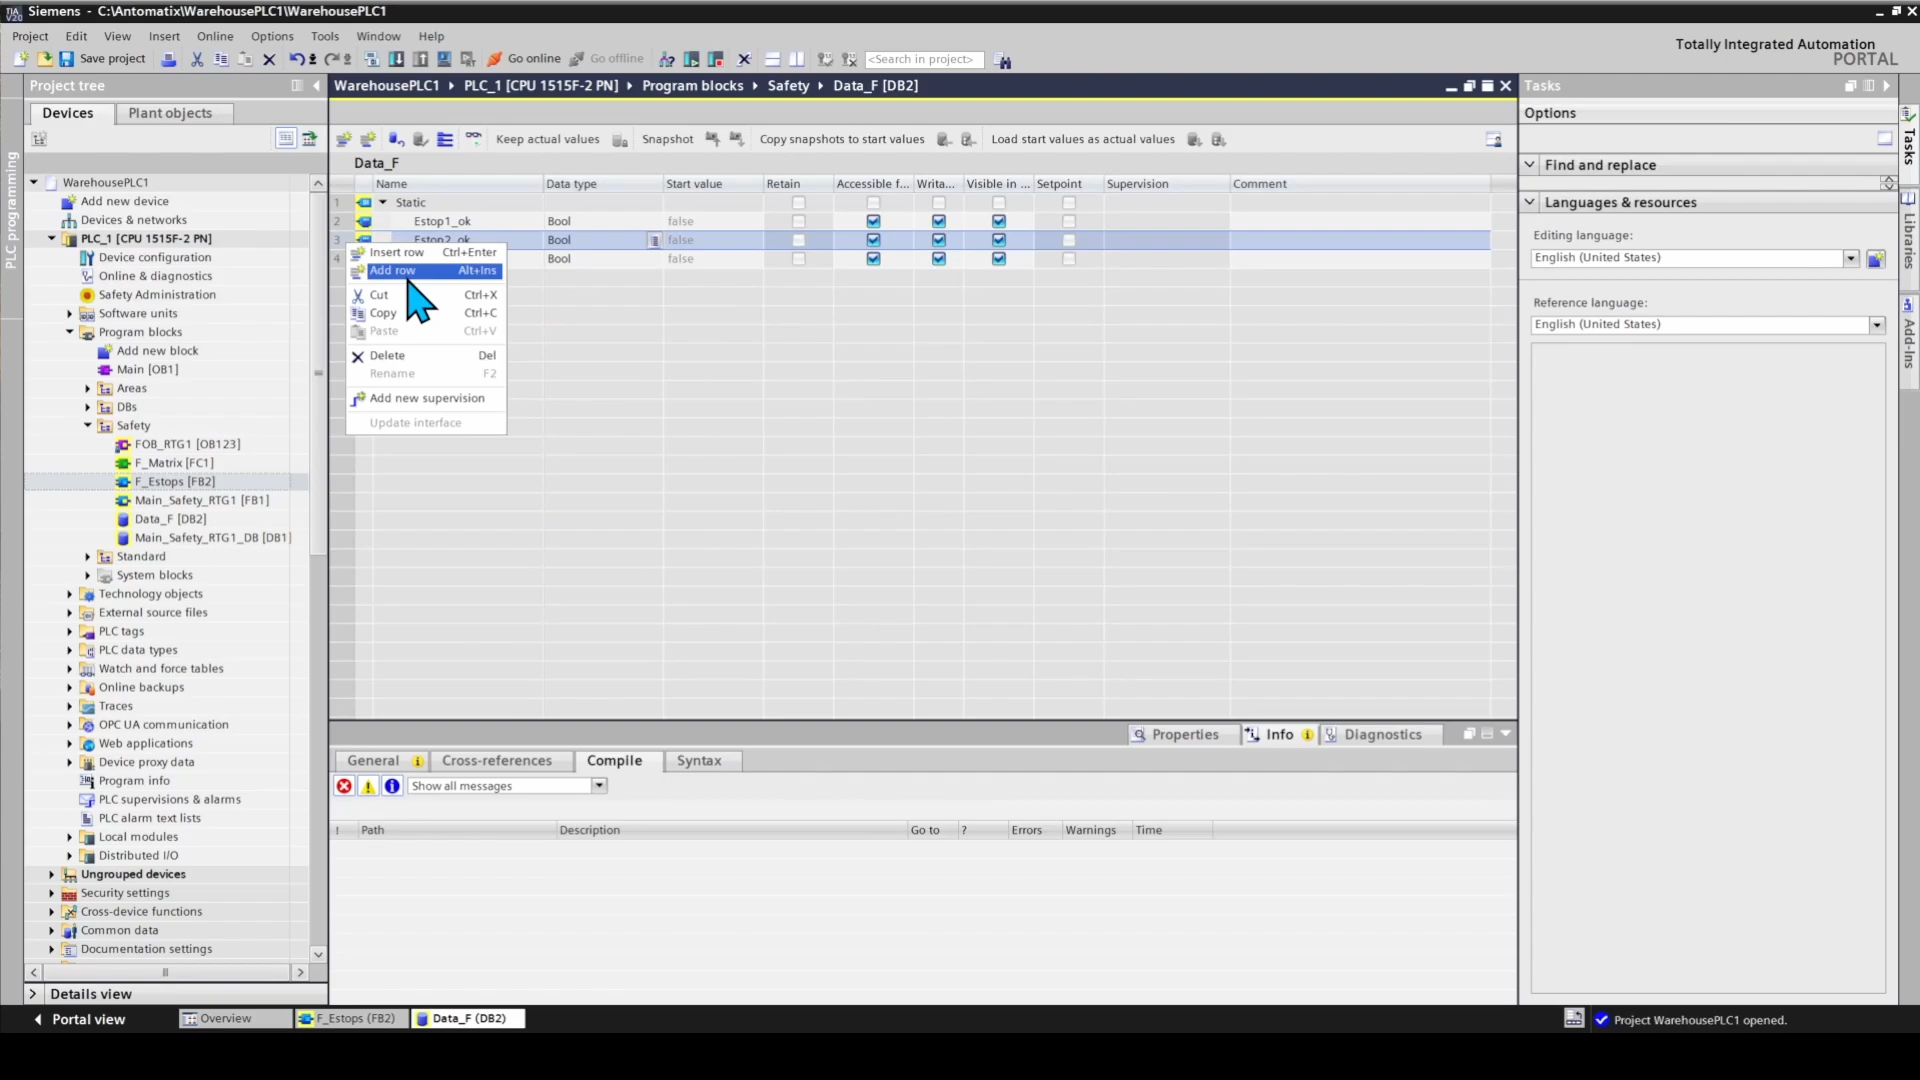 Siemens - C:\Antomatix\WarehousePLC1\WarehousePLC1
Project Edit View Insert Online Options Tools Window Help
Totally Integrated Automation
PORTAL
Save project
Go online
Go offline
<Search in project>
Project tree
WarehousePLC1 ▸ PLC_1 [CPU 1515F-2 PN] ▸ Program blocks ▸ Safety ▸ Data_F [DB2]
Tasks
Devices
Plant objects
Options
PLC programming
Keep actual values
Snapshot
Copy snapshots to start values
Load start values as actual values
Data_F
Name Data type Start value Retain Accessible f... Writa... Visible in ... Setpoint Supervision Comment
1 Static
2 Estop1_ok Bool false
3 Estop2_ok Bool false
4 Bool false
Insert row Ctrl+Enter
Add row Alt+Ins
Cut Ctrl+X
Copy Ctrl+C
Paste Ctrl+V
Delete Del
Rename F2
Add new supervision
Update interface
WarehousePLC1
Add new device
Devices & networks
PLC_1 [CPU 1515F-2 PN]
Device configuration
Online & diagnostics
Safety Administration
Software units
Program blocks
Add new block
Main [OB1]
Areas
DBs
Safety
FOB_RTG1 [OB123]
F_Matrix [FC1]
F_Estops [FB2]
Main_Safety_RTG1 [FB1]
Data_F [DB2]
Main_Safety_RTG1_DB [DB1]
Standard
System blocks
Technology objects
External source files
PLC tags
PLC data types
Watch and force tables
Online backups
Traces
OPC UA communication
Web applications
Device proxy data
Program info
PLC supervisions & alarms
PLC alarm text lists
Local modules
Distributed I/O
Ungrouped devices
Security settings
Cross-device functions
Common data
Documentation settings
Details view
Find and replace
Languages & resources
Editing language:
English (United States)
Reference language:
English (United States)
Tasks
Libraries
Add-Ins
Properties
Info
Diagnostics
General
Cross-references
Compile
Syntax
Show all messages
! Path Description Go to ? Errors Warnings Time
Portal view
Overview
F_Estops (FB2)
Data_F (DB2)
Project WarehousePLC1 opened.